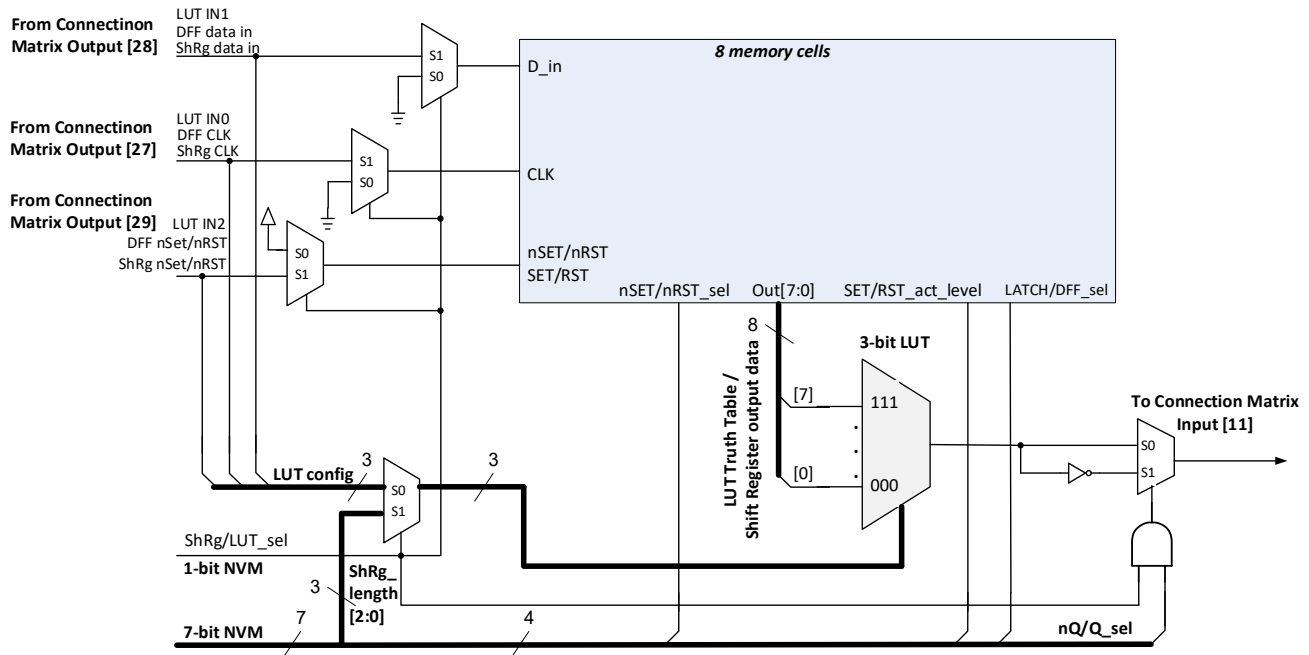 From Connectinon
Matrix Output [28]
LUT IN1
DFF data in
ShRg data in
S1
S0
8 memory cells
D_in
From Connectinon
Matrix Output [27]
LUT IN0
DFF CLK
ShRg CLK
S1
S0
CLK
From Connectinon
Matrix Output [29]
LUT IN2
DFF nSet/nRST
ShRg nSet/nRST
S0
S1
nSET/nRST
SET/RST
nSET/nRST_sel
Out[7:0]
SET/RST_act_level
LATCH/DFF_sel
8
LUT Truth Table /
Shift Register output data
3-bit LUT
[7]
111
[0]
000
To Connection Matrix
Input [11]
S0
S1
LUT config
3
S0
S1
3
ShRg/LUT_sel
1-bit NVM
3
ShRg_
length
[2:0]
7-bit NVM
7
4
nQ/Q_sel